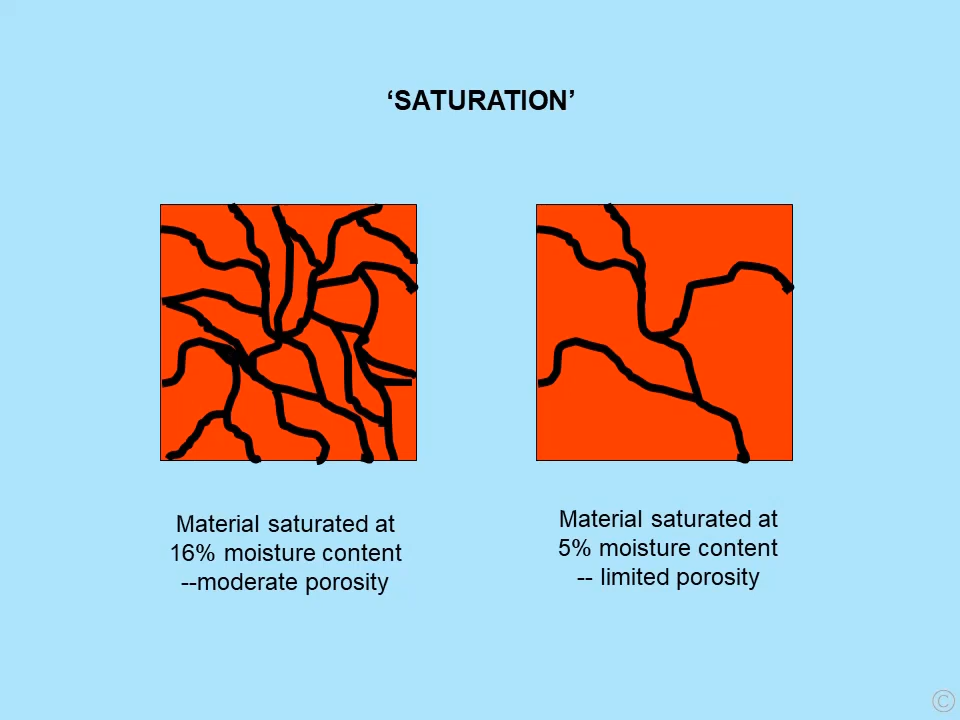 ‘SATURATION’
Material saturated at
16% moisture content
--moderate porosity
Material saturated at
5% moisture content
-- limited porosity
©